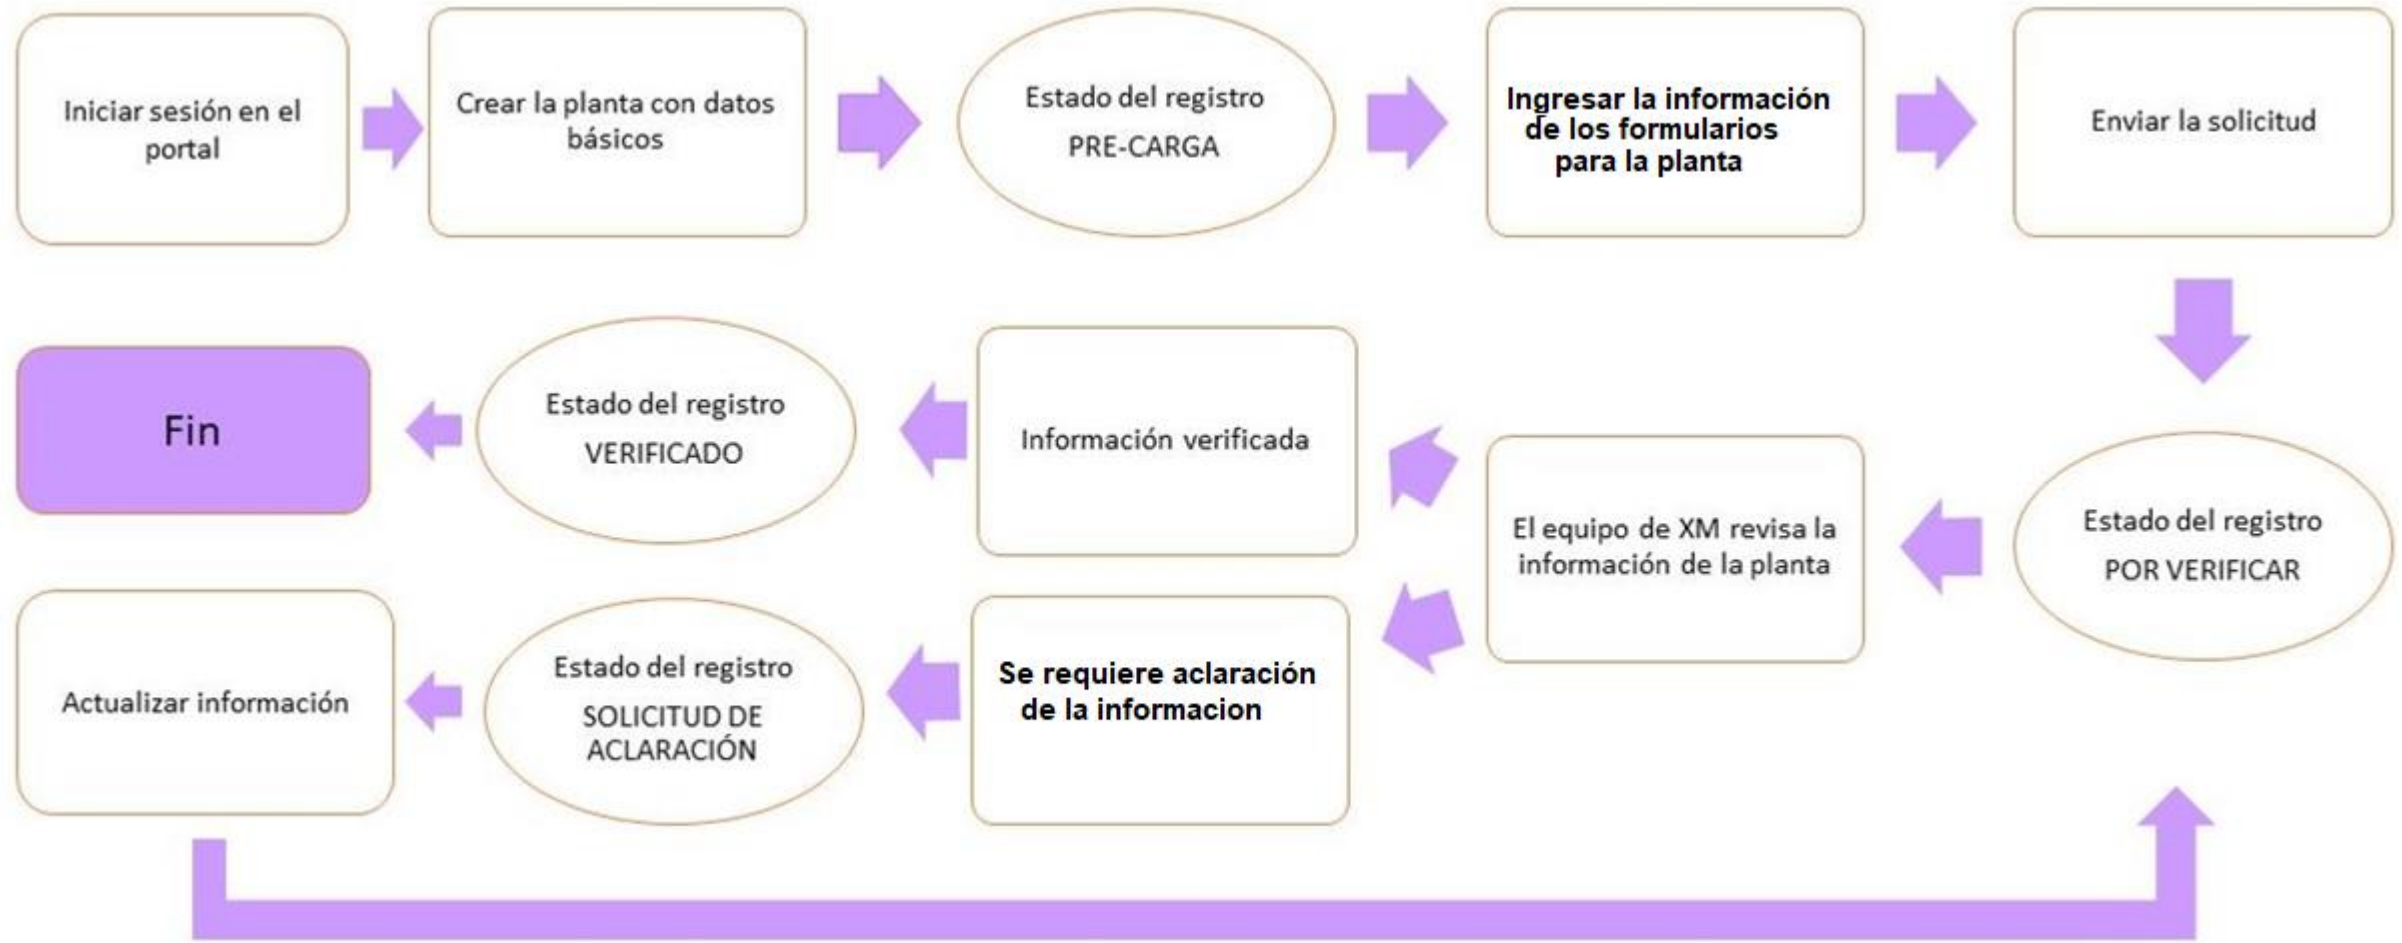 Iniciar sesión en el
portal
Crear la planta con datos
básicos
Estado del registro
PRE-CARGA
Ingresar la información
de los formularios
para la planta
Enviar la solicitud
Fin
Estado del registro
VERIFICADO
Información verificada
El equipo de XM revisa la
información de la planta
Estado del registro
POR VERIFICAR
Actualizar información
Estado del registro
SOLICITUD DE
ACLARACIÓN
Se requiere aclaración
de la informacion